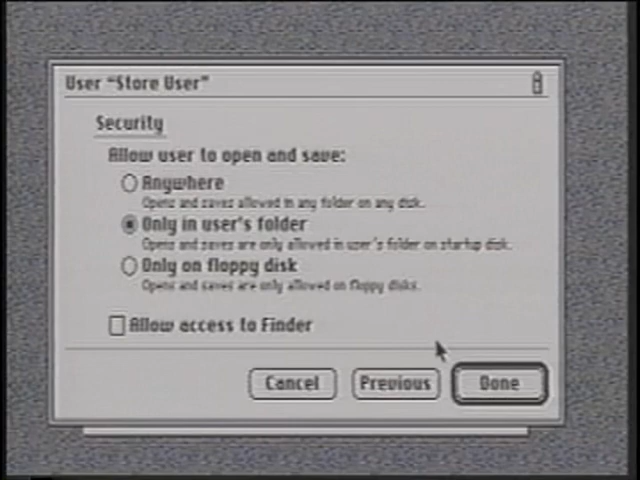 User “Store User”
Security
Allow user to open and save:
Anywhere
Opens and saves allowed in any folder on any disk.
Only in user's folder
Opens and saves are only allowed in user's folder on startup disk.
Only on floppy disk
Opens and saves are only allowed on floppy disks.
Allow access to Finder
Cancel Previous Done